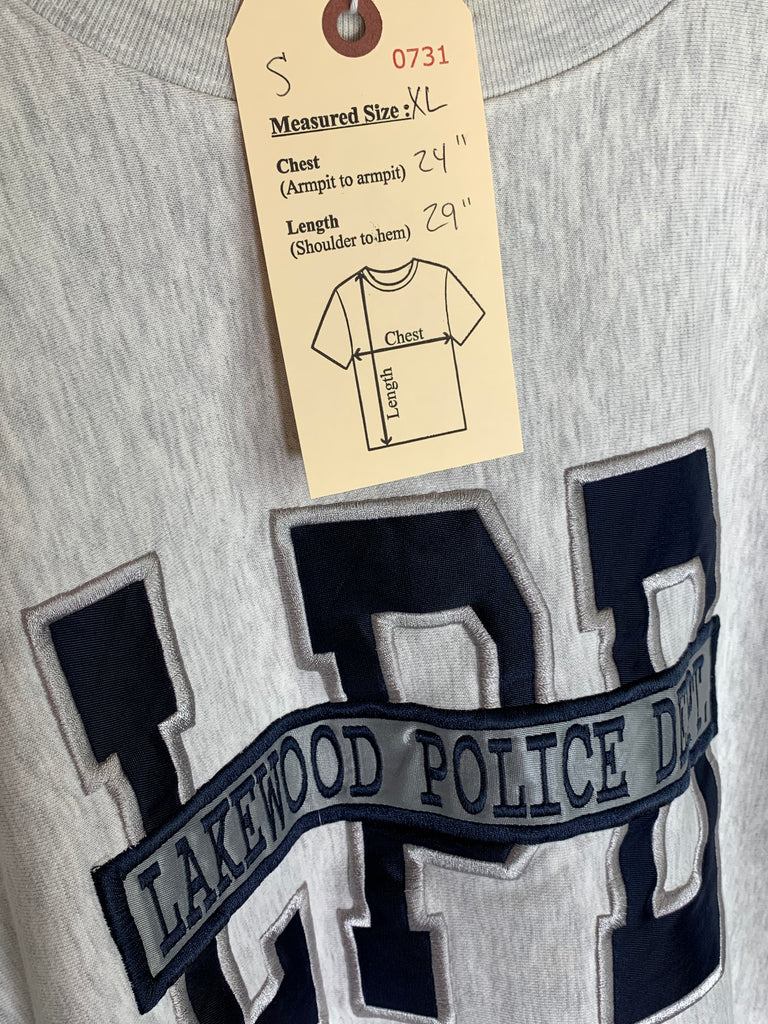 S 0731
Measured Size : XL
Chest
(Armpit to armpit) 24"
Length
(Shoulder to hem) 29"
Chest
Length
LPD
LAKEWOOD POLICE DEPT.